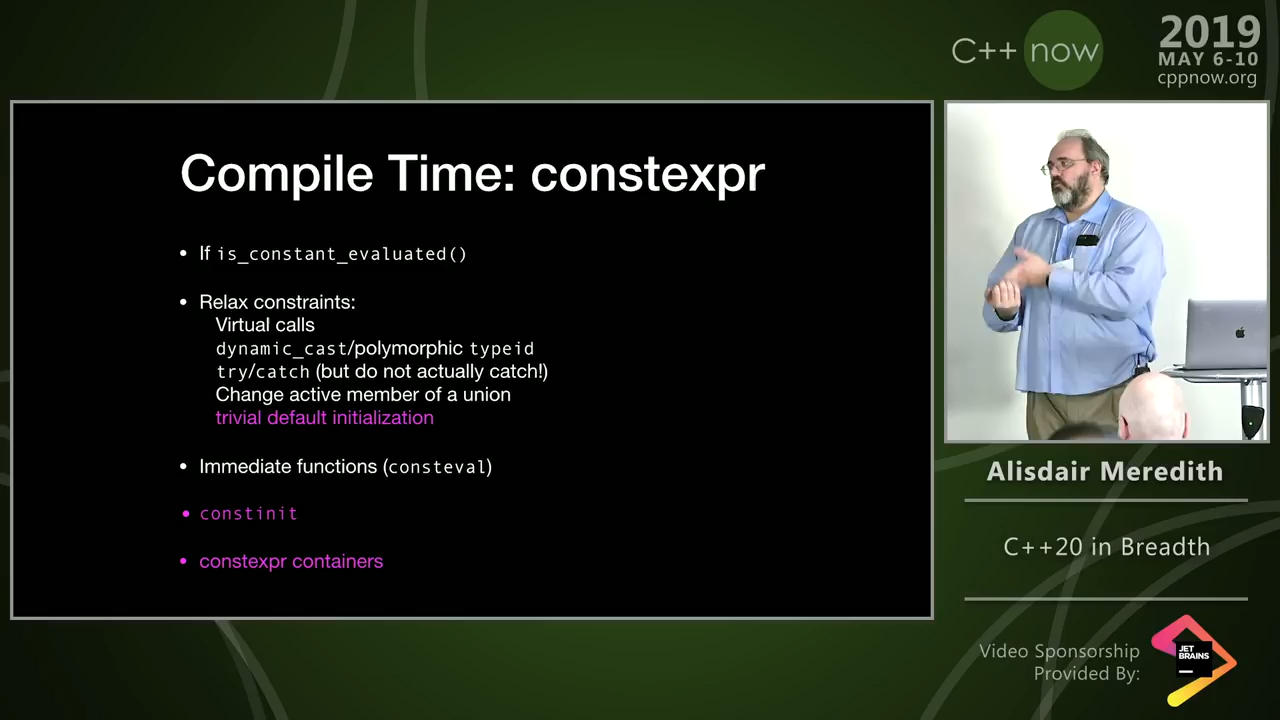 C++ now
2019
MAY 6-10
cppnow.org
Compile Time: constexpr
• If is_constant_evaluated()
• Relax constraints:
Virtual calls
dynamic_cast/polymorphic typeid
try/catch (but do not actually catch!)
Change active member of a union
trivial default initialization
• Immediate functions (consteval)
• constinit
• constexpr containers
Alisdair Meredith
C++20 in Breadth
Video Sponsorship
Provided By:
JET
BRAINS